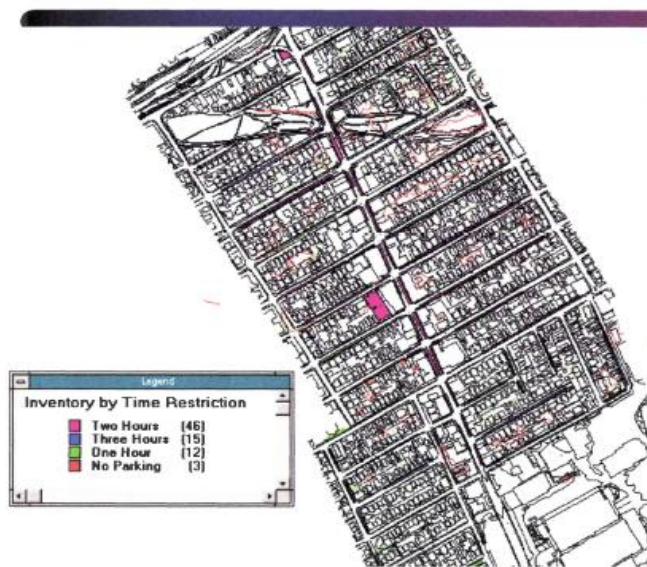 Legend
Inventory by Time Restriction
Two Hours (46)
Three Hours (15)
One Hour (12)
No Parking (3)